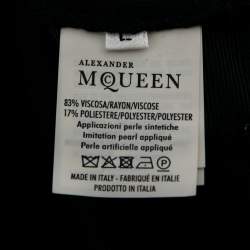 ALEXANDER
McQUEEN
83% VISCOSA/RAYON/VISCOSE
17% POLIESTERE/POLYESTER/POLYESTER
Applicazioni perle sintetiche
Imitation pearl appliqué
Perle artificielle appliqué
MADE IN ITALY - FABRIQUÉ EN ITALIE
PRODOTTO IN ITALIA